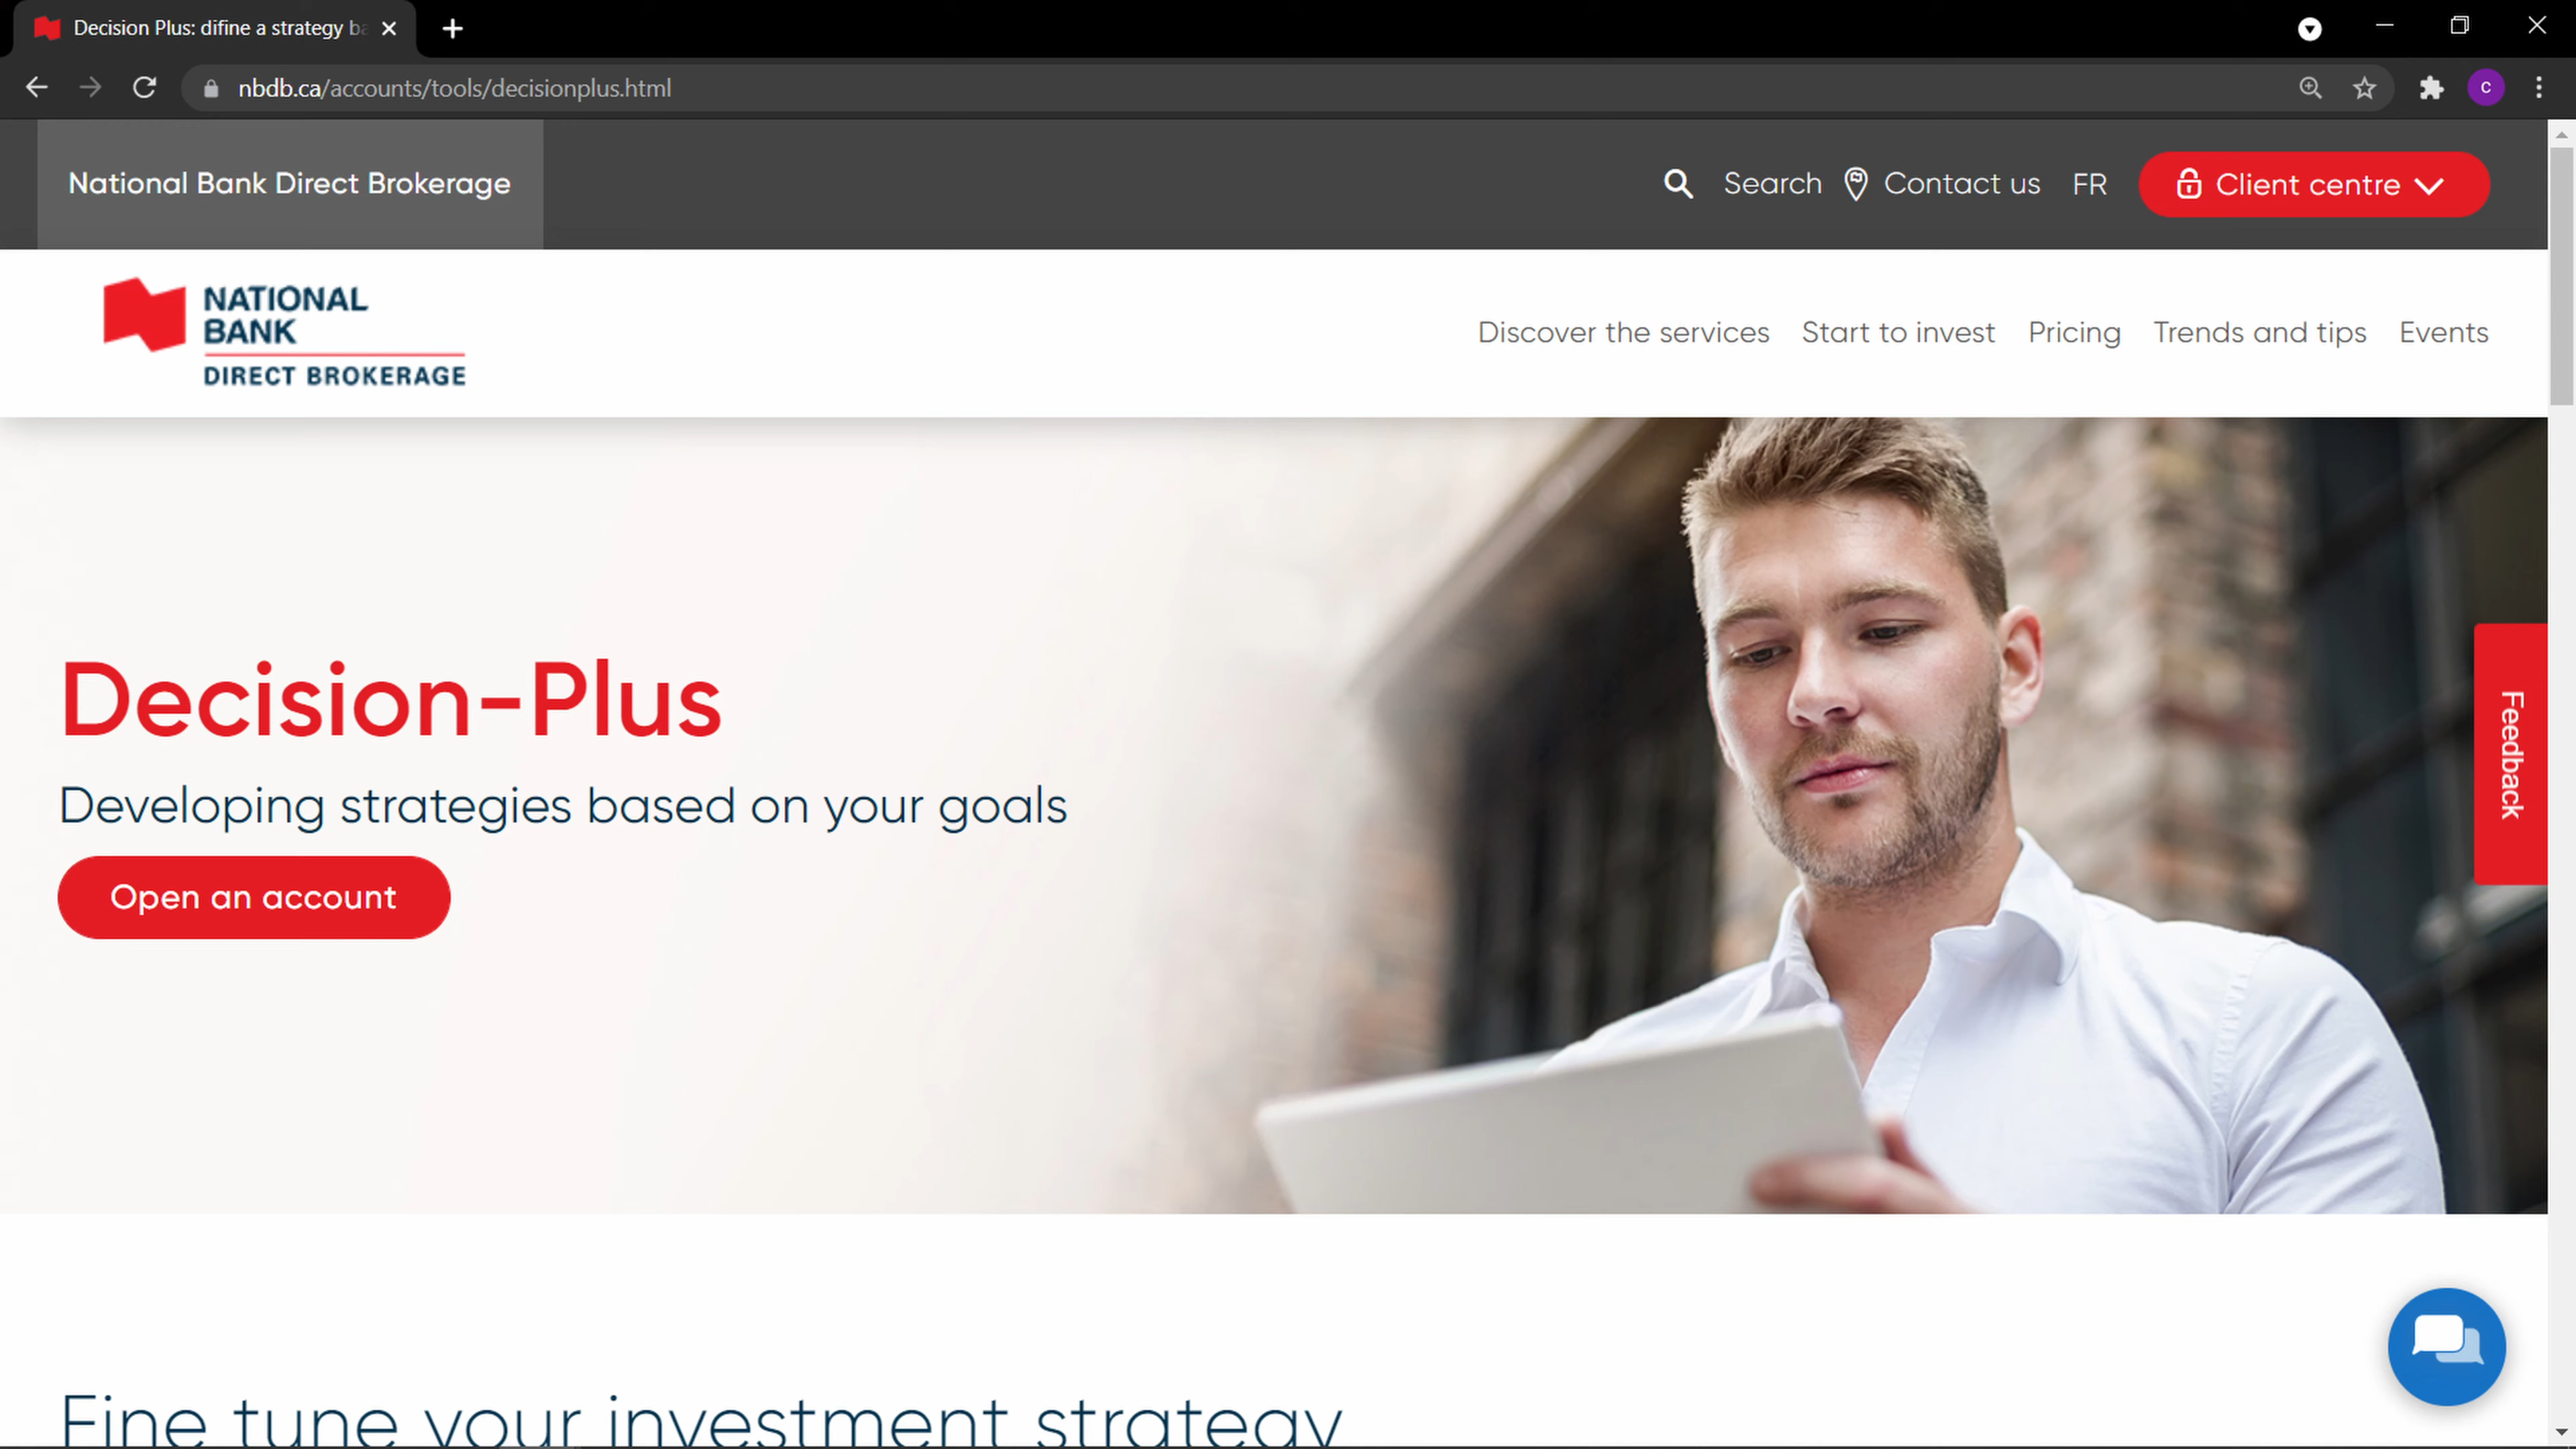 Decision Plus: difine a strategy ba
nbdb.ca/accounts/tools/decisionplus.html
C
National Bank Direct Brokerage
Search
Contact us
FR
Client centre
NATIONAL
BANK
DIRECT BROKERAGE
Discover the services
Start to invest
Pricing
Trends and tips
Events
Decision-Plus
Developing strategies based on your goals
Open an account
Feedback
Fine tune your investment strategy